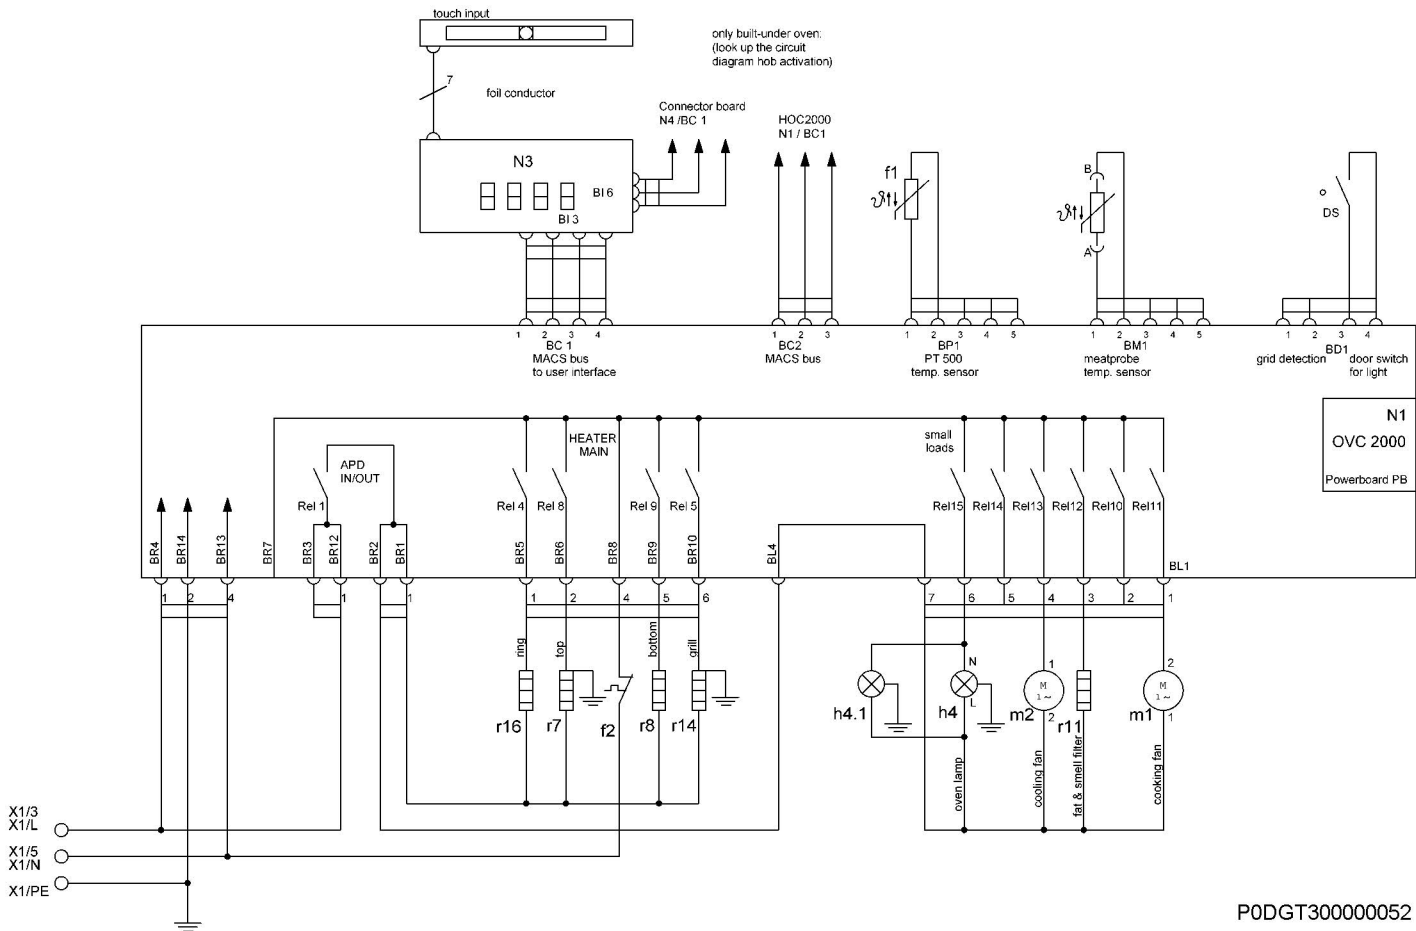 touch input
only built-under oven:
(look up the circuit
diagram hob activation)
7
foil conductor
Connector board
N4 /BC 1
HOC2000
N1 / BC1
N3
BI 6
BI 3
f1
ϑ
B
ϑ
A
DS
1 2 3 4
BC 1
MACS bus
to user interface
1 2 3
BC2
MACS bus
1 2 3 4 5
BP1
PT 500
temp. sensor
1 2 3 4 5
BM1
meatprobe
temp. sensor
1 2 3 4
BD1
grid detection
door switch
for light
N1
OVC 2000
Powerboard PB
HEATER
MAIN
small
loads
APD
IN/OUT
Rel 1
Rel 4
Rel 8
Rel 9
Rel 5
Rel15
Rel14
Rel13
Rel12
Rel10
Rel11
BR4
BR14
BR13
BR7
BR3
BR12
BR2
BR1
BR5
BR6
BR8
BR9
BR10
BL4
BL1
1 2 4 1 1 1 2 4 5 6 7 6 5 4 3 2 1
ring
top
bottom
grill
r16
r7
f2
r8
r14
h4.1
N
h4
L
1
M
1 ~
m2
2
r11
2
M
1 ~
m1
1
oven lamp
cooling fan
fat & smell filter
cooking fan
X1/3
X1/L
X1/5
X1/N
X1/PE
P0DGT300000052